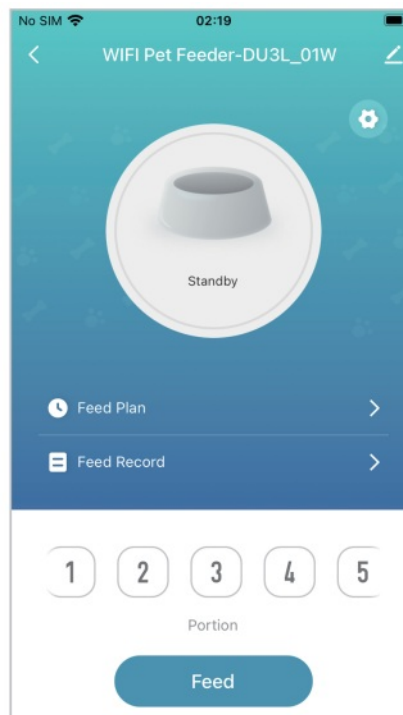 No SIM 02:19
WIFI Pet Feeder-DU3L_01W
Standby
Feed Plan
Feed Record
1 2 3 4 5
Portion
Feed